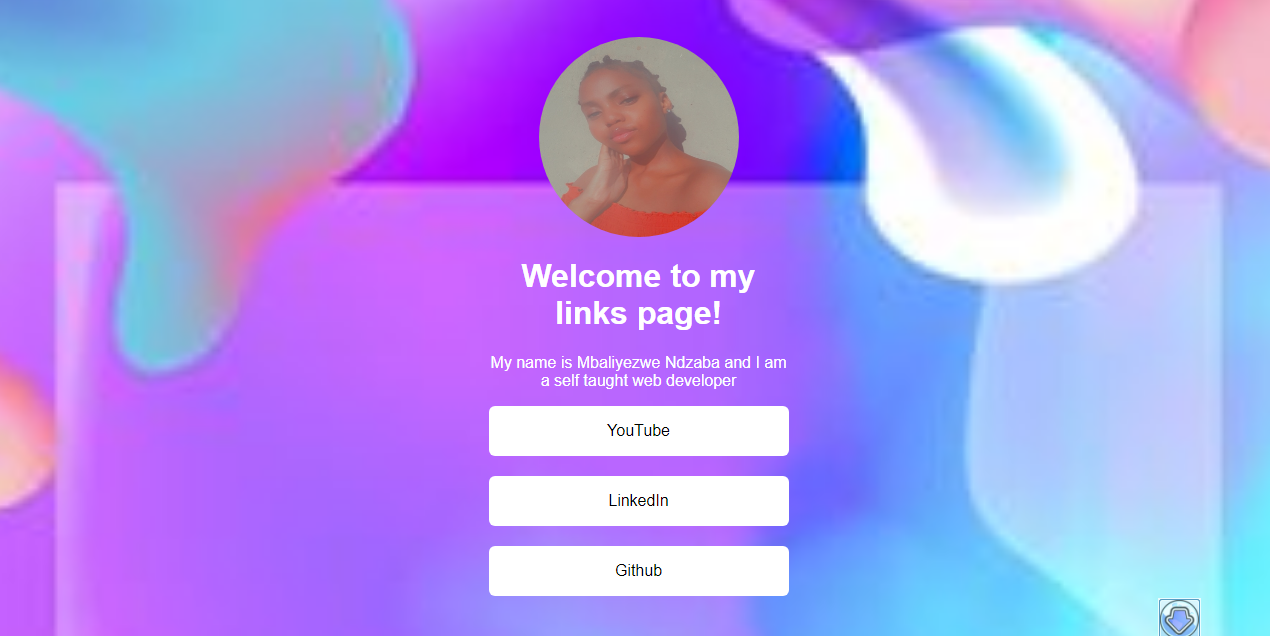 Welcome to my
links page!
My name is Mbaliyezwe Ndzaba and I am
a self taught web developer
YouTube
LinkedIn
Github